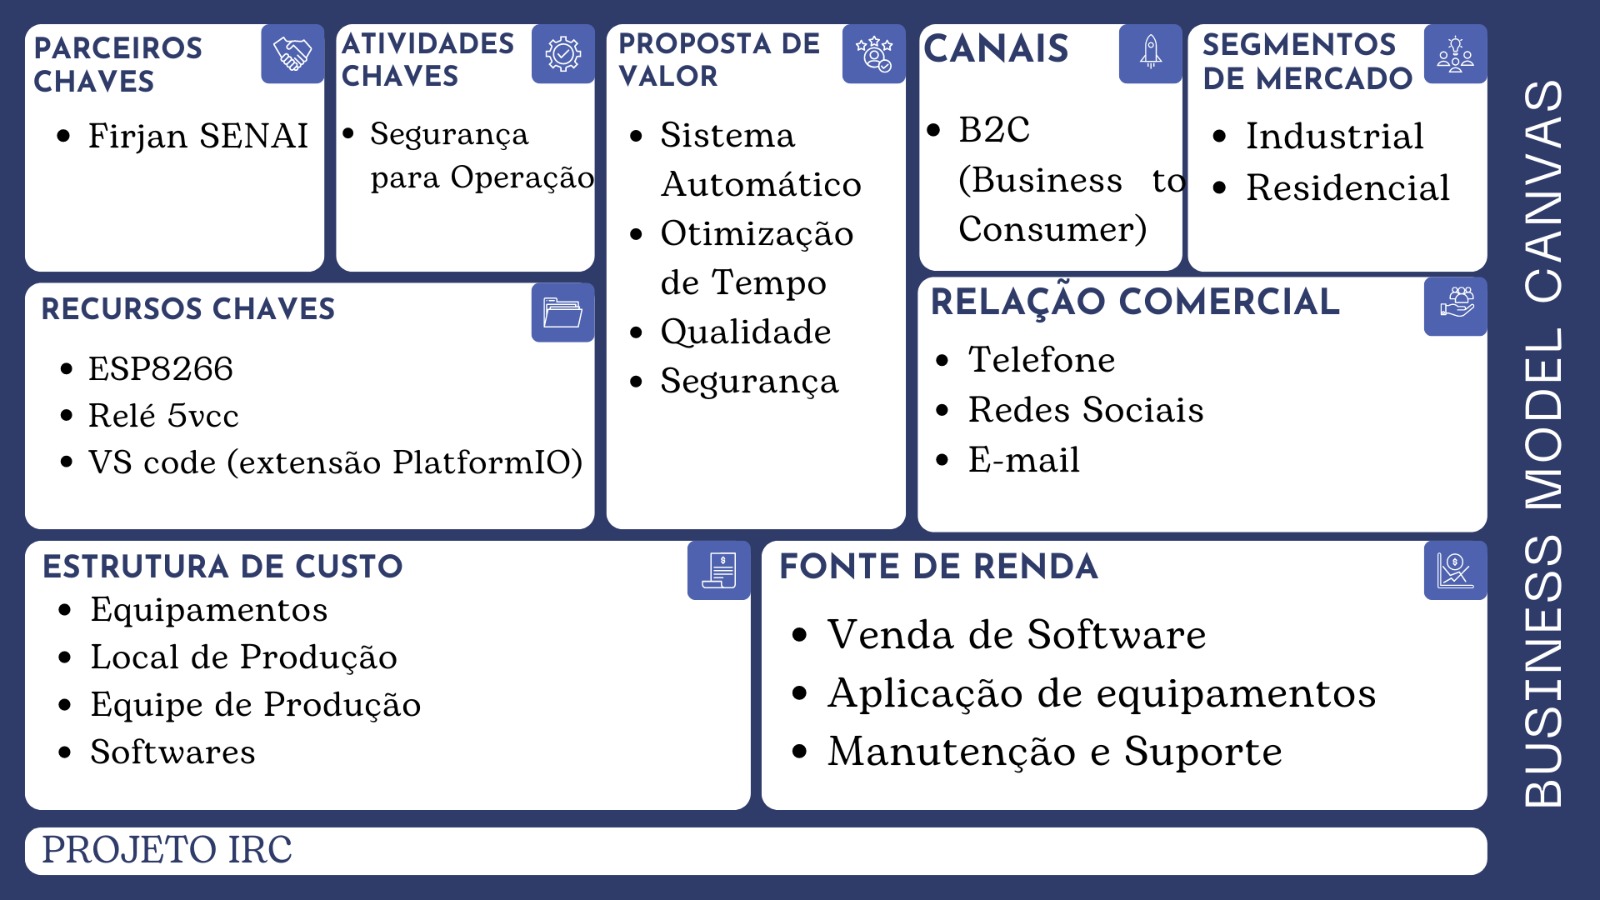 PARCEIROS
CHAVES
• Firjan SENAI
ATIVIDADES
CHAVES
• Segurança
para Operação
PROPOSTA DE
VALOR
• Sistema
Automático
• Otimização
de Tempo
• Qualidade
• Segurança
CANAIS
• B2C
(Business to
Consumer)
SEGMENTOS
DE MERCADO
• Industrial
• Residencial
RECURSOS CHAVES
• ESP8266
• Relé 5vcc
• VS code (extensão PlatformIO)
RELAÇÃO COMERCIAL
• Telefone
• Redes Sociais
• E-mail
ESTRUTURA DE CUSTO
• Equipamentos
• Local de Produção
• Equipe de Produção
• Softwares
FONTE DE RENDA
• Venda de Software
• Aplicação de equipamentos
• Manutenção e Suporte
PROJETO IRC
BUSINESS MODEL CANVAS